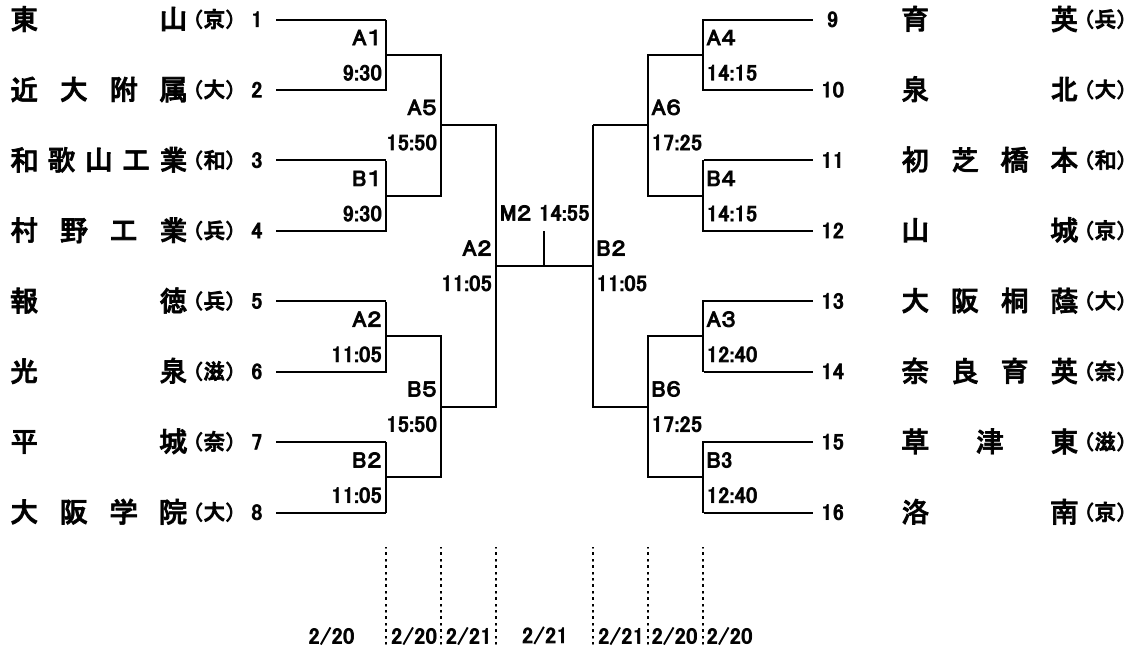 東山(京) 1
A1
9:30
近大附属(大) 2
A5
15:50
和歌山工業(和) 3
B1
9:30
村野工業(兵) 4
A2
11:05
報徳(兵) 5
A2
11:05
光泉(滋) 6
B5
15:50
平城(奈) 7
B2
11:05
大阪学院(大) 8
M2 14:55
9 育英(兵)
A4
14:15
10 泉北(大)
A6
17:25
11 初芝橋本(和)
B4
14:15
12 山城(京)
B2
11:05
13 大阪桐蔭(大)
A3
12:40
14 奈良育英(奈)
B6
17:25
15 草津東(滋)
B3
12:40
16 洛南(京)
2/20 2/20 2/21 2/21 2/21 2/20 2/20